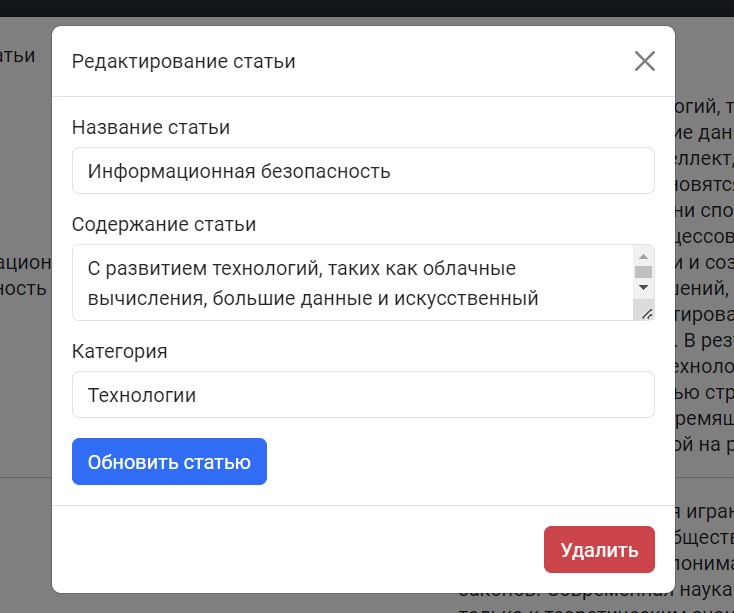 Редактирование статьи
Название статьи
Информационная безопасность
Содержание статьи
С развитием технологий, таких как облачные
вычисления, большие данные и искусственный
Категория
Технологии
Обновить статью
Удалить